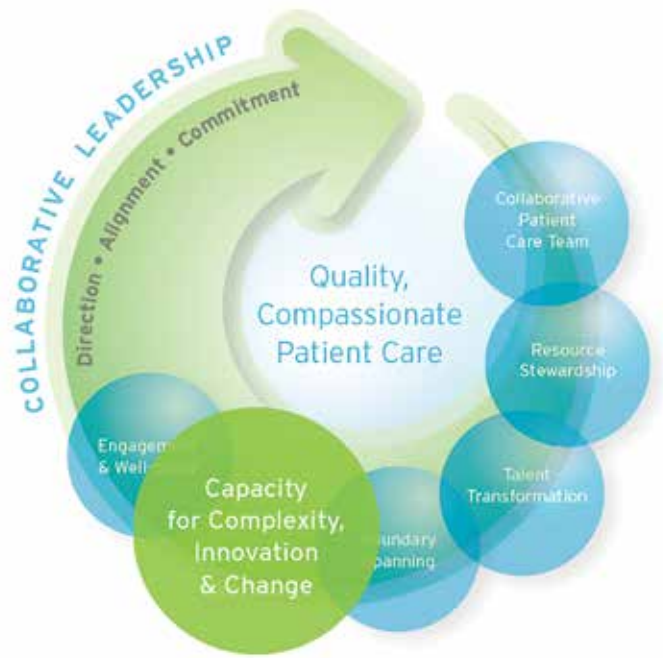 COLLABORATIVE LEADERSHIP
Direction • Alignment • Commitment
Quality,
Compassionate
Patient Care
Collaborative
Patient
Care Team
Resource
Stewardship
Talent
Transformation
Capacity
for Complexity,
Innovation
& Change
&